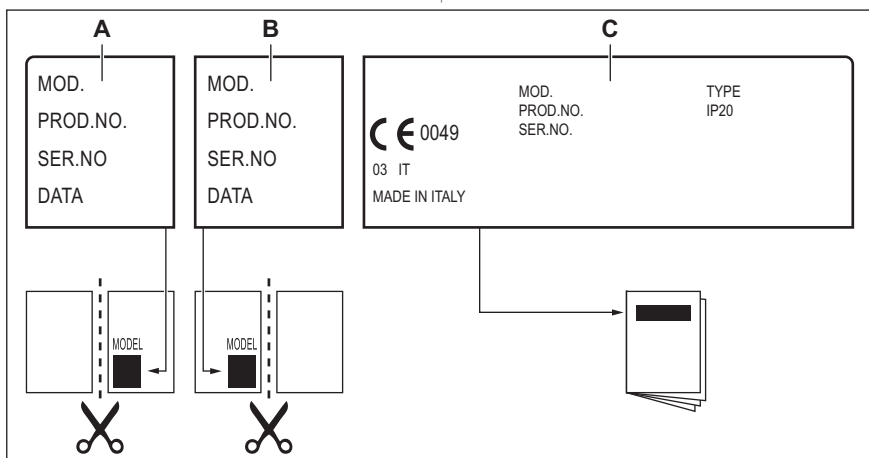 A
B
C
MOD.
PROD.NO.
SER.NO
DATA
MOD.
PROD.NO.
SER.NO
DATA
MOD.
PROD.NO.
SER.NO.
TYPE
IP20
CE 0049
03 IT
MADE IN ITALY
MODEL
MODEL